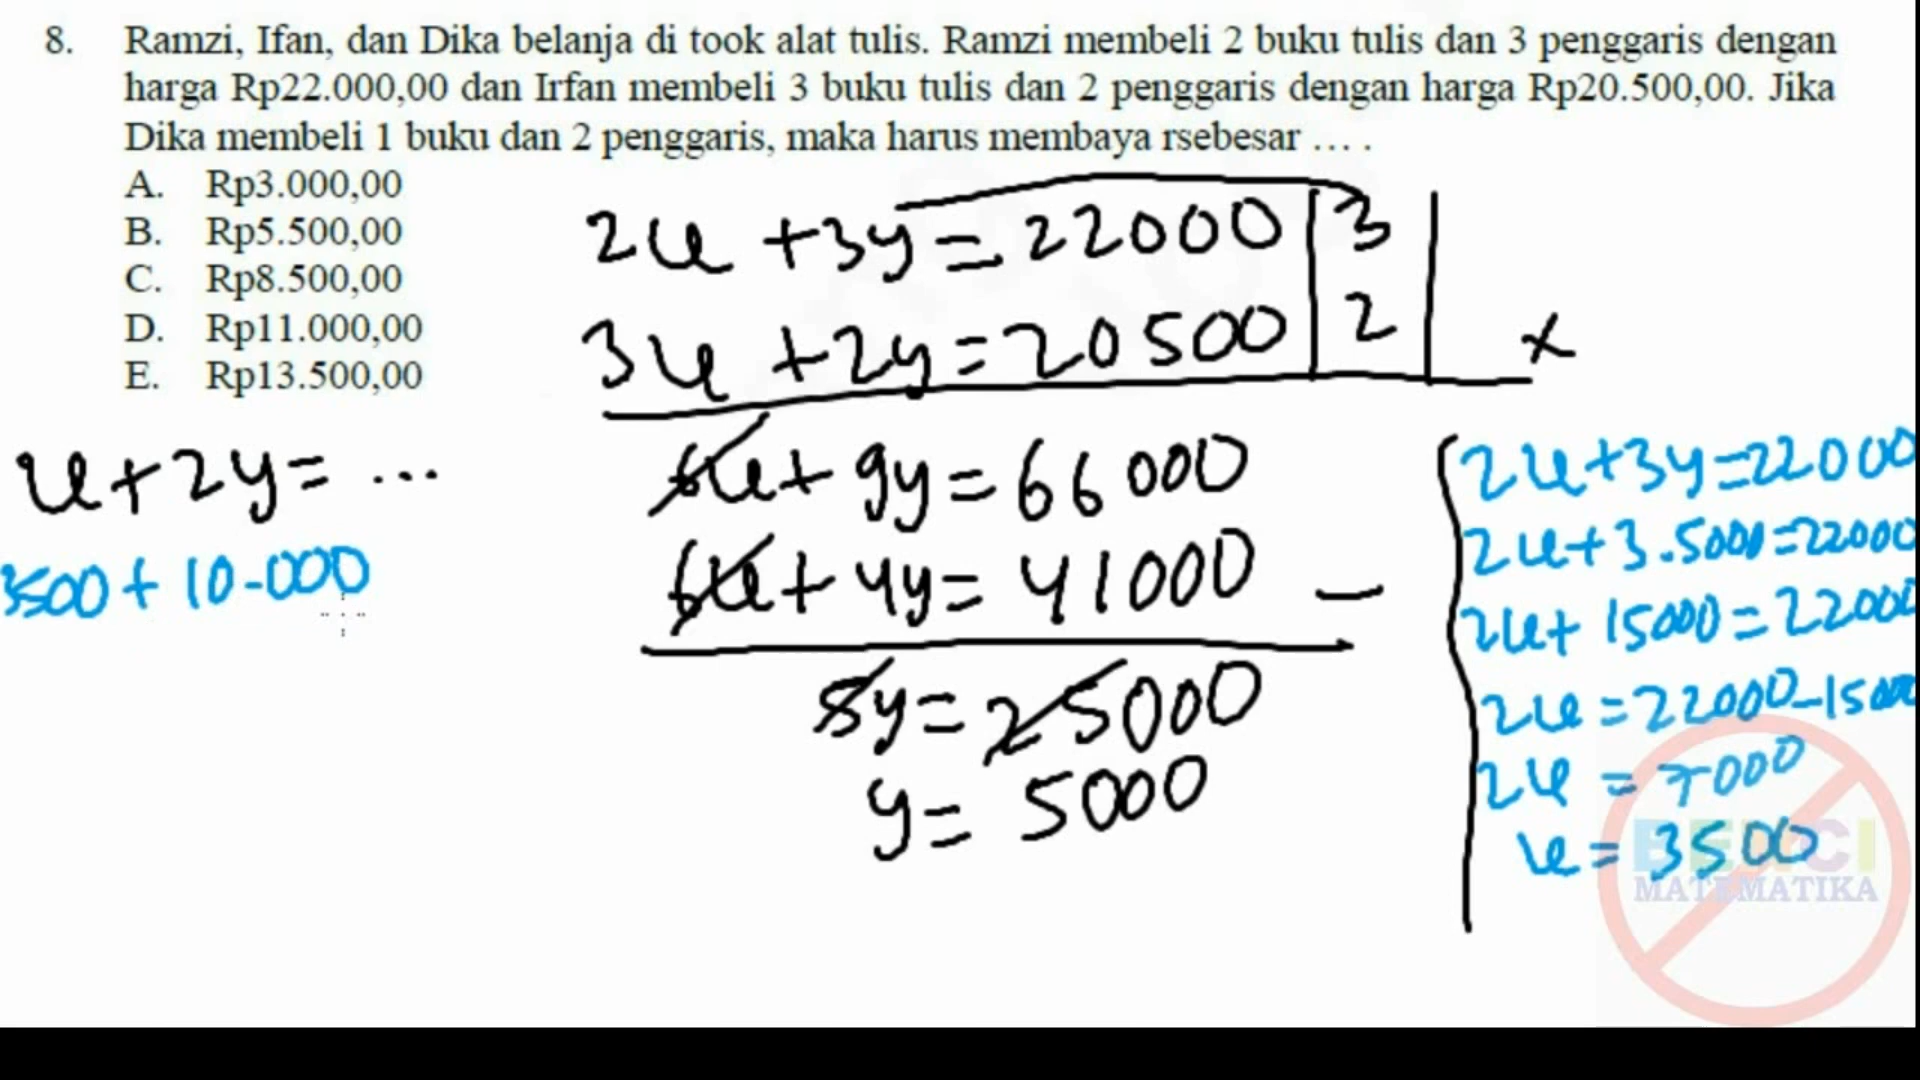 8. Ramzi, Ifan, dan Dika belanja di took alat tulis. Ramzi membeli 2 buku tulis dan 3 penggaris dengan
harga Rp22.000,00 dan Irfan membeli 3 buku tulis dan 2 penggaris dengan harga Rp20.500,00. Jika
Dika membeli 1 buku dan 2 penggaris, maka harus membaya rsebesar ... .
A. Rp3.000,00
B. Rp5.500,00
C. Rp8.500,00
D. Rp11.000,00
E. Rp13.500,00
2x + 3y = 22000 | 3 |
3x + 2y = 20500 | 2 | x
6x + 9y = 66000
6x + 4y = 41000 -
5y = 25000
y = 5000
x + 2y = ...
3500 + 10.000
2x + 3y = 22000
2x + 3.5000 = 22000
2x + 15000 = 22000
2x = 22000 - 15000
2x = 7000
x = 3500
BENCI
MATEMATIKA